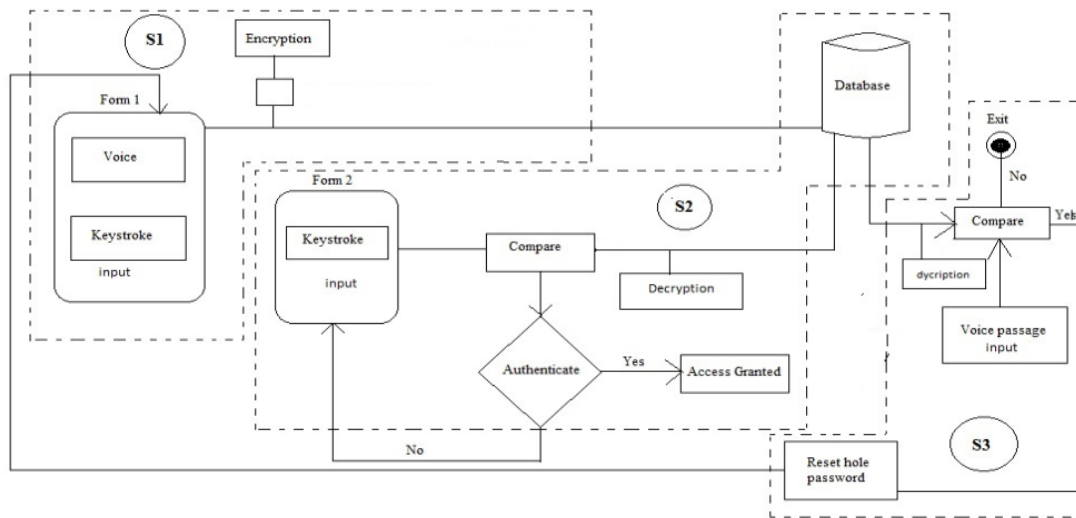 S1
Encryption
Form 1
Voice
Keystroke
input
Database
Form 2
Keystroke
input
S2
Compare
Decryption
Authenticate
Yes
Access Granted
No
Exit
No
Compare
Yes
dycription
Voice passage
input
S3
Reset hole
password